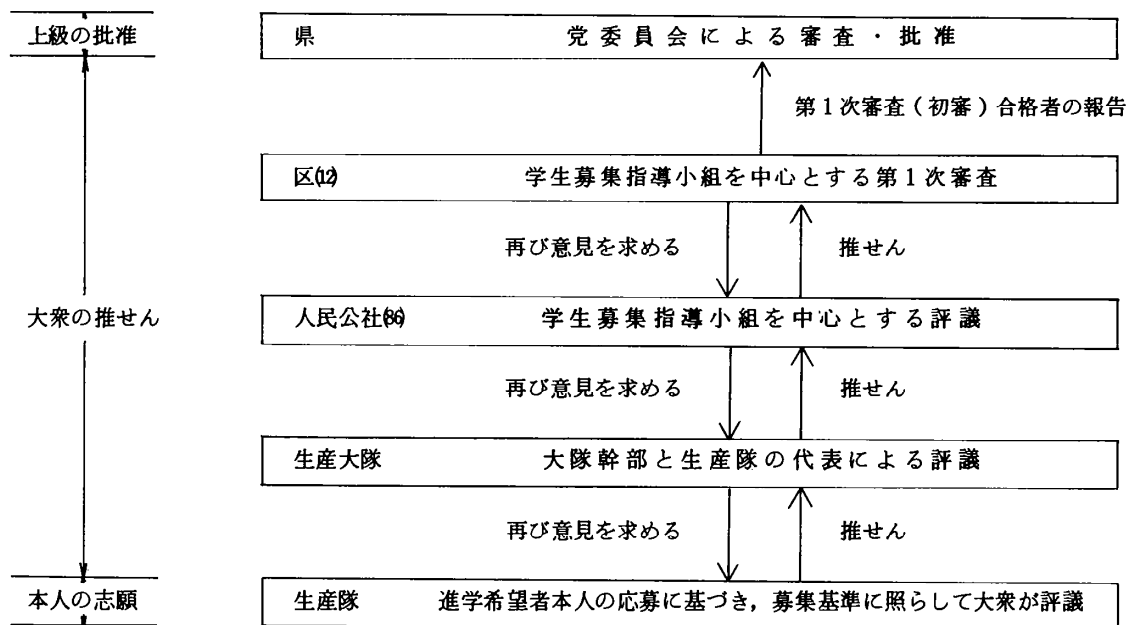 上級の批准
県 党委員会による審査・批准
第1次審査(初審)合格者の報告
区(12) 学生募集指導小組を中心とする第1次審査
再び意見を求める 推せん
大衆の推せん
人民公社(86) 学生募集指導小組を中心とする評議
再び意見を求める 推せん
生産大隊 大隊幹部と生産隊の代表による評議
再び意見を求める 推せん
本人の志願
生産隊 進学希望者本人の応募に基づき,募集基準に照らして大衆が評議